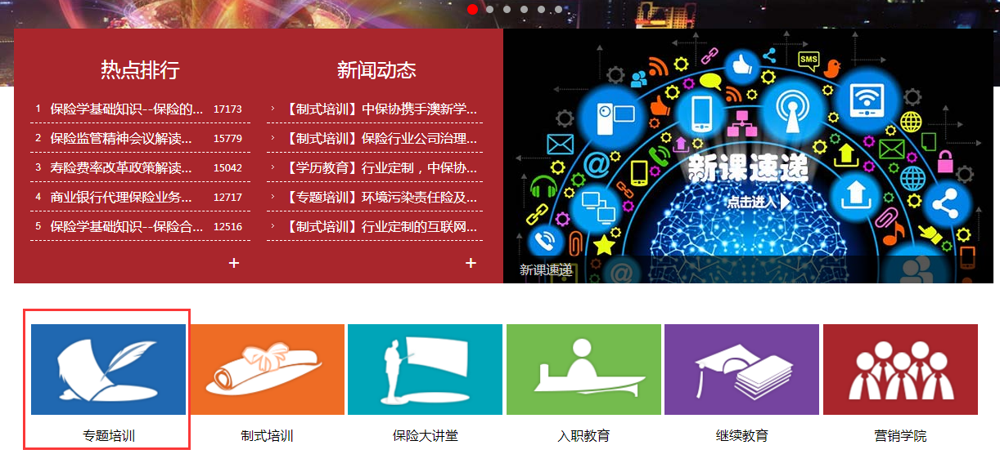 热点排行
1 保险学基础知识--保险的... 17173
2 保险监管精神会议解读... 15779
3 寿险费率改革政策解读... 15042
4 商业银行代理保险业务... 12717
5 保险学基础知识--保险合... 12516
+
新闻动态
【制式培训】中保协携手澳新学...
【制式培训】保险行业公司治理...
【学历教育】行业定制，中保协...
【专题培训】环境污染责任险及...
【制式培训】行业定制的互联网...
+
SMS
新课速递
点击进入
新课速递
专题培训
制式培训
保险大讲堂
入职教育
继续教育
营销学院